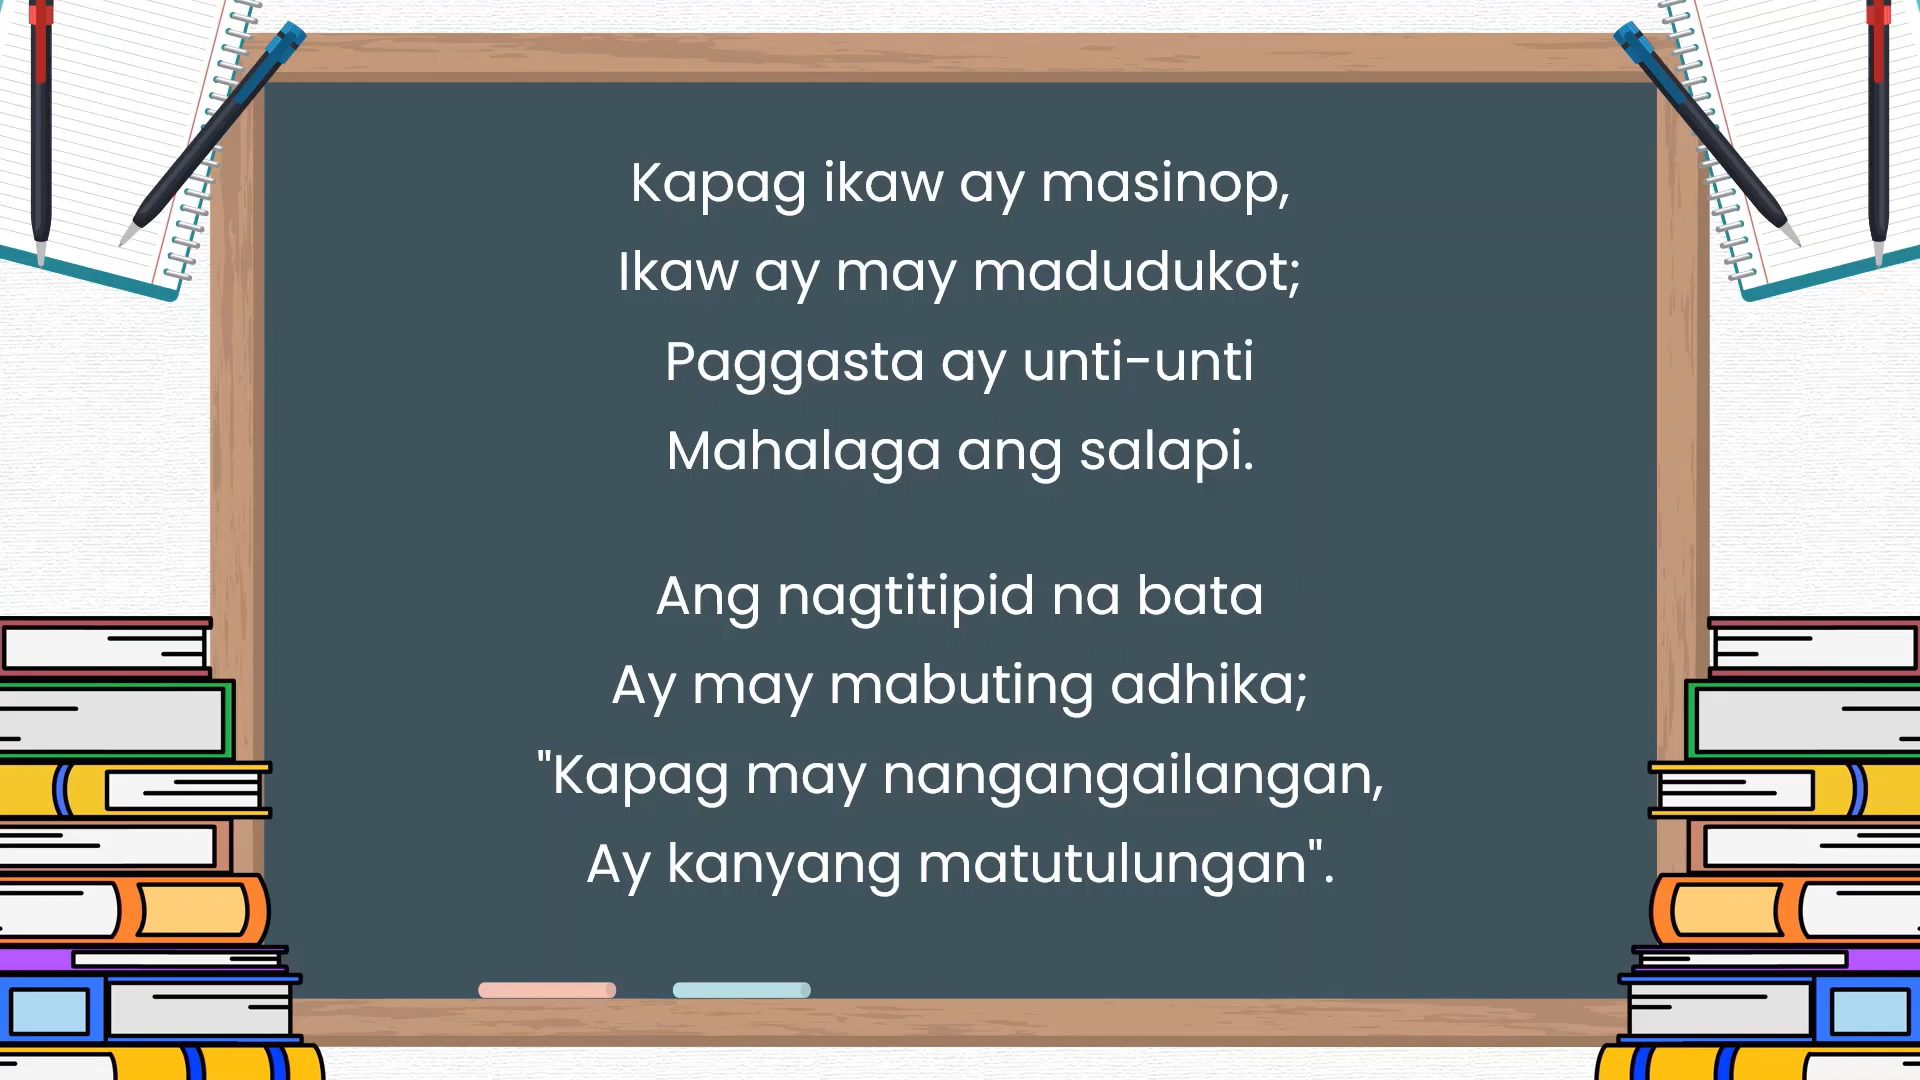 Kapag ikaw ay masinop,
Ikaw ay may madudukot;
Paggasta ay unti-unti
Mahalaga ang salapi.
Ang nagtitipid na bata
Ay may mabuting adhika;
"Kapag may nangangailangan,
Ay kanyang matutulungan".